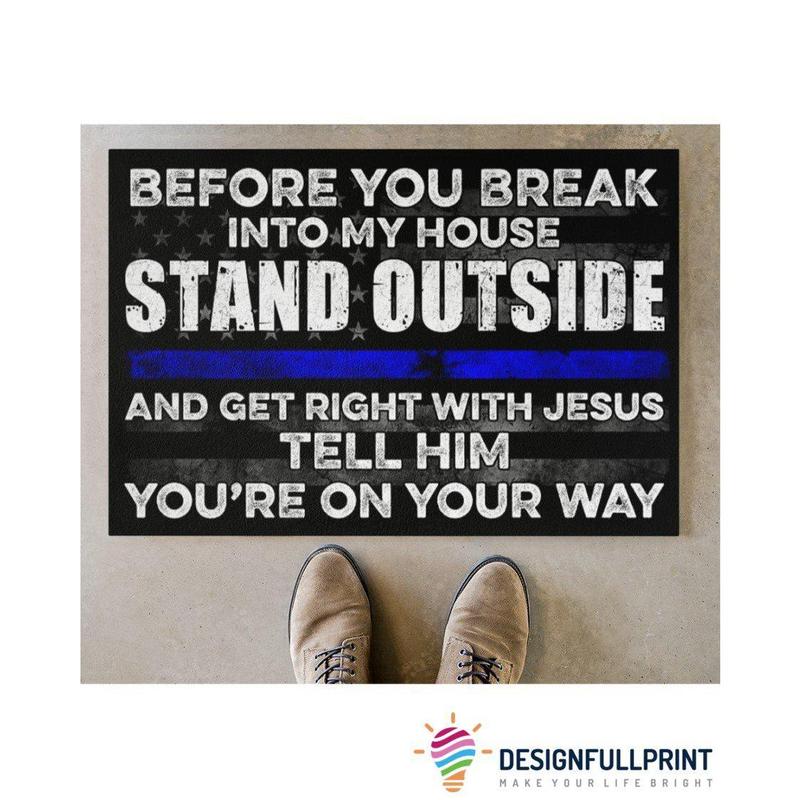 BEFORE YOU BREAK
INTO MY HOUSE
STAND OUTSIDE
AND GET RIGHT WITH JESUS
TELL HIM
YOU'RE ON YOUR WAY
DESIGNFULLPRINT
MAKE YOUR LIFE BRIGHT